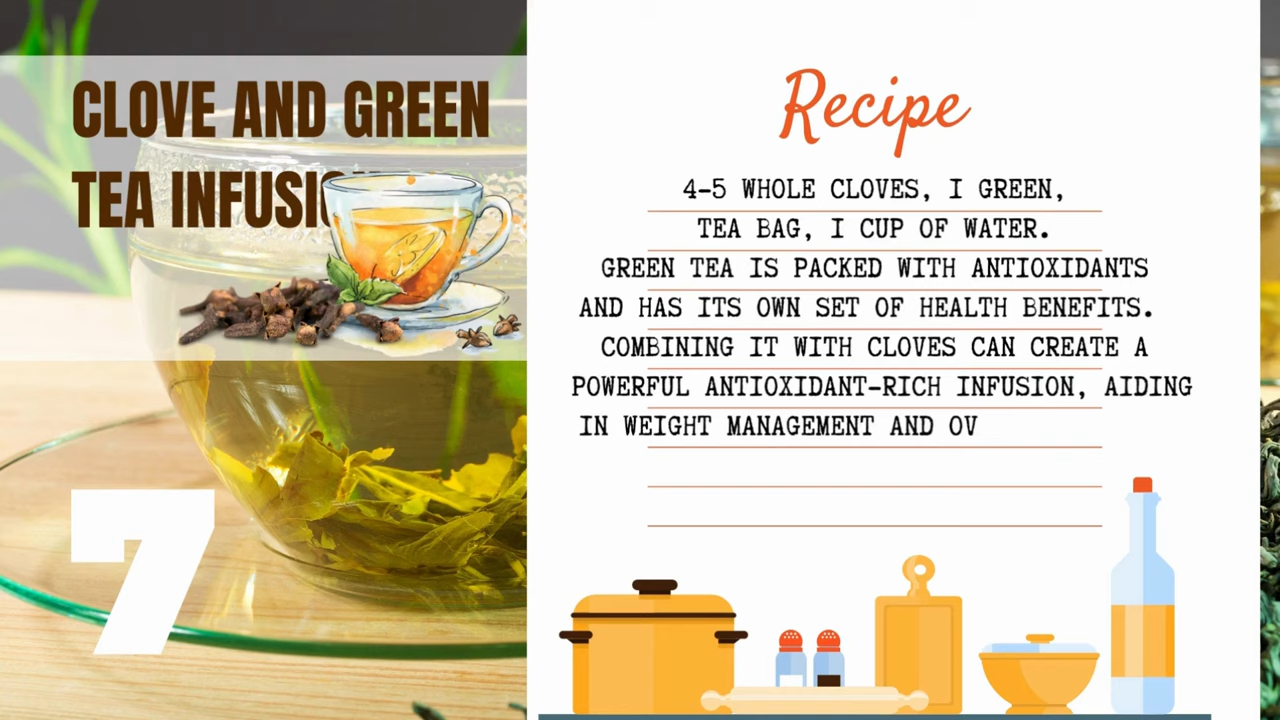 CLOVE AND GREEN
TEA INFUSI
7
Recipe
4-5 WHOLE CLOVES, I GREEN,
TEA BAG, I CUP OF WATER.
GREEN TEA IS PACKED WITH ANTIOXIDANTS
AND HAS ITS OWN SET OF HEALTH BENEFITS.
COMBINING IT WITH CLOVES CAN CREATE A
POWERFUL ANTIOXIDANT-RICH INFUSION, AIDING
IN WEIGHT MANAGEMENT AND OV